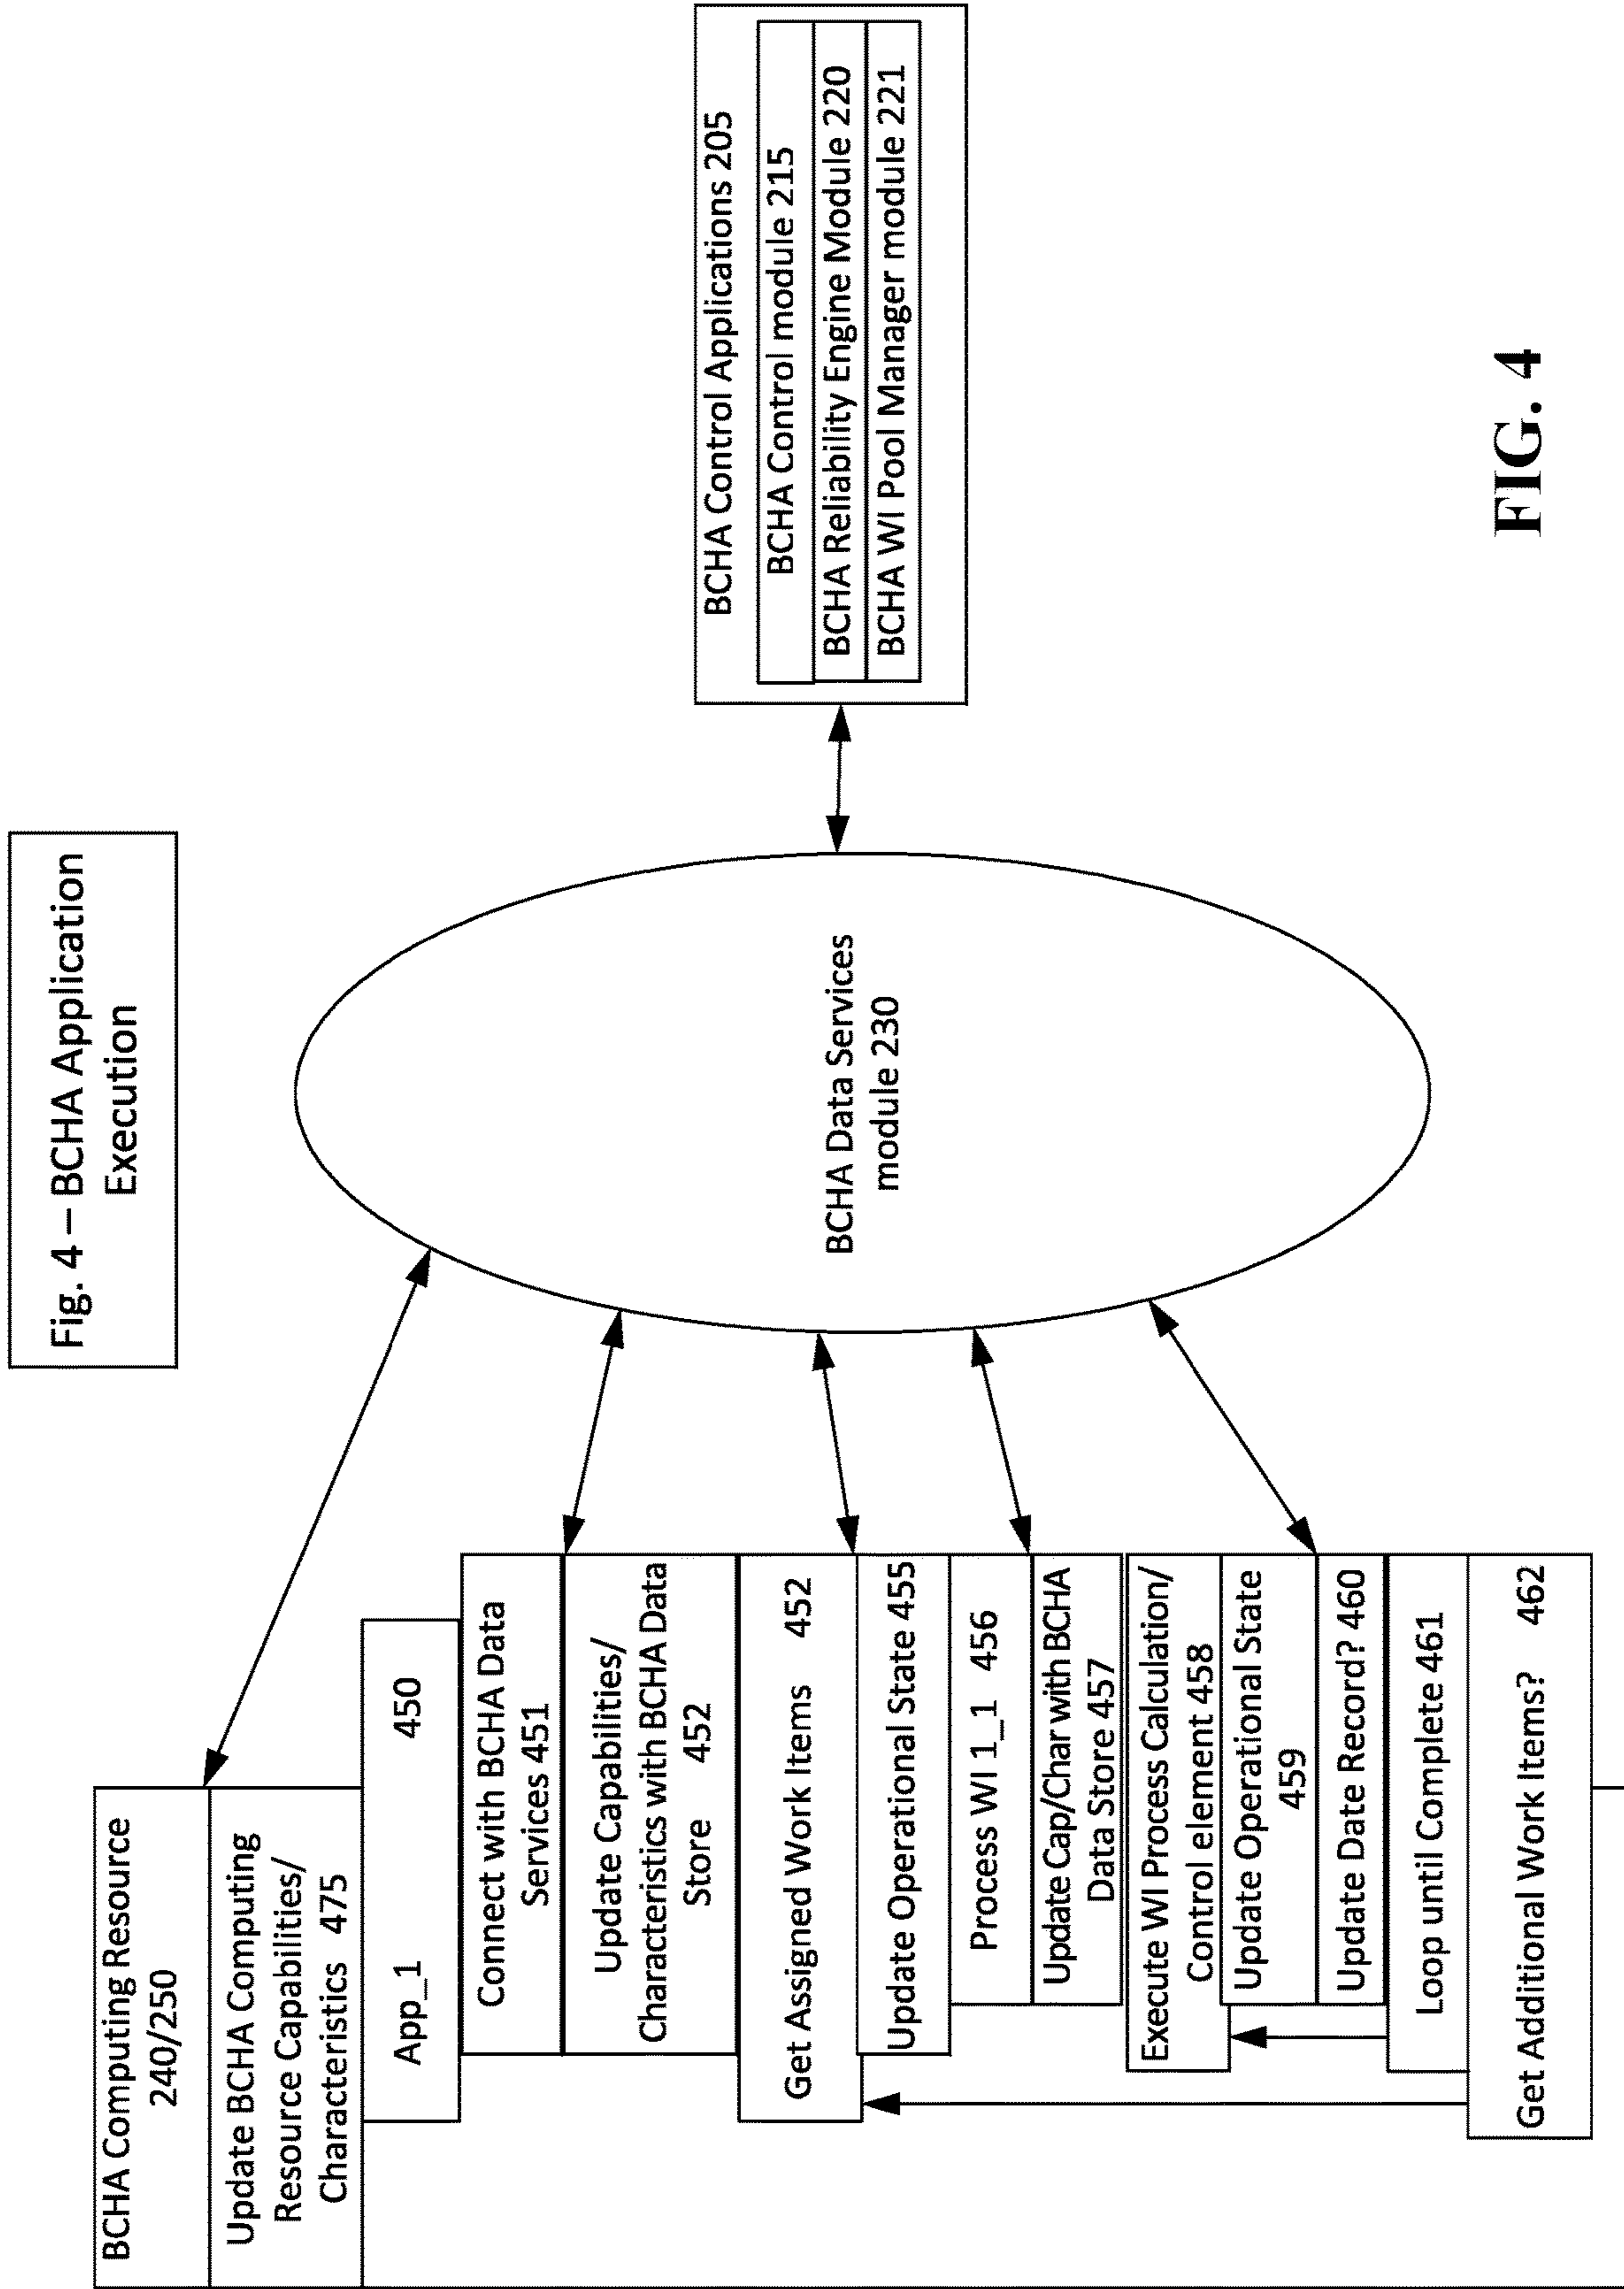 Fig. 4 – BCHA Application
Execution
BCHA Computing Resource
240/250
Update BCHA Computing
Resource Capabilities/
Characteristics 475
App_1 450
Connect with BCHA Data
Services 451
Update Capabilities/
Characteristics with BCHA Data
Store 452
Get Assigned Work Items 452
Update Operational State 455
Process WI 1_1 456
Update Cap/Char with BCHA
Data Store 457
Execute WI Process Calculation/
Control element 458
Update Operational State
459
Update Date Record? 460
Loop until Complete 461
Get Additional Work Items? 462
BCHA Data Services
module 230
BCHA Control Applications 205
BCHA Control module 215
BCHA Reliability Engine Module 220
BCHA WI Pool Manager module 221
FIG. 4